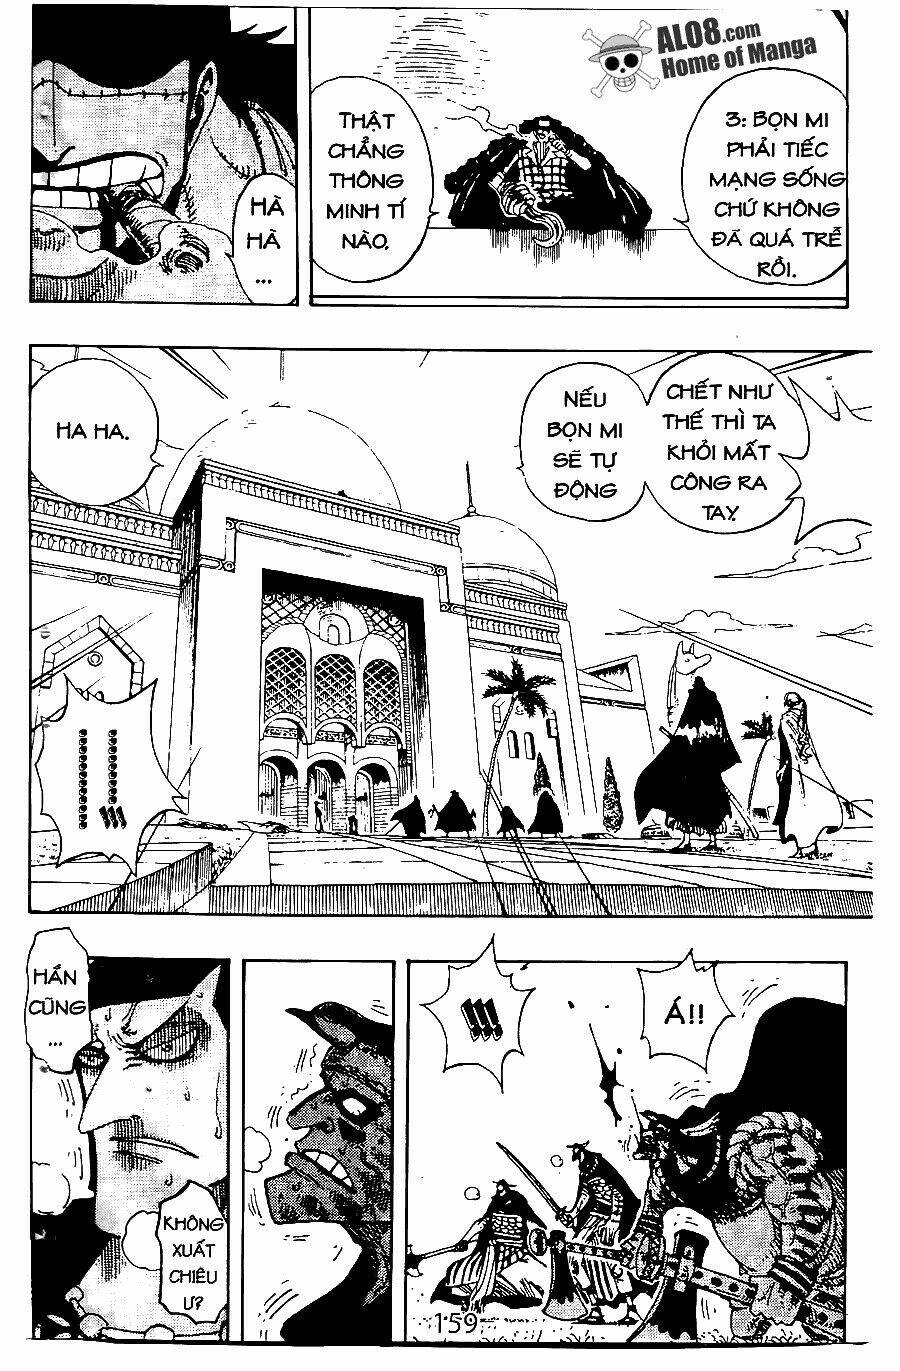 ALO8.com
Home of Manga
3: BỌN MI
PHẢI TIẾC
MẠNG SỐNG
CHỨ KHÔNG
ĐÃ QUÁ TRỄ
RỒI.
THẬT
CHẲNG
THÔNG
MINH TÍ
NÀO.
HÀ
HÀ
...
CHẾT NHƯ
THẾ THÌ TA
KHỎI MẤT
CÔNG RA
TAY.
NẾU
BỌN MI
SẼ TỰ
ĐỘNG
HA HA.
.........
.......!!!
Á!!
!!!
HẮN
CŨNG
...
KHÔNG
XUẤT
CHIÊU
Ư?
159